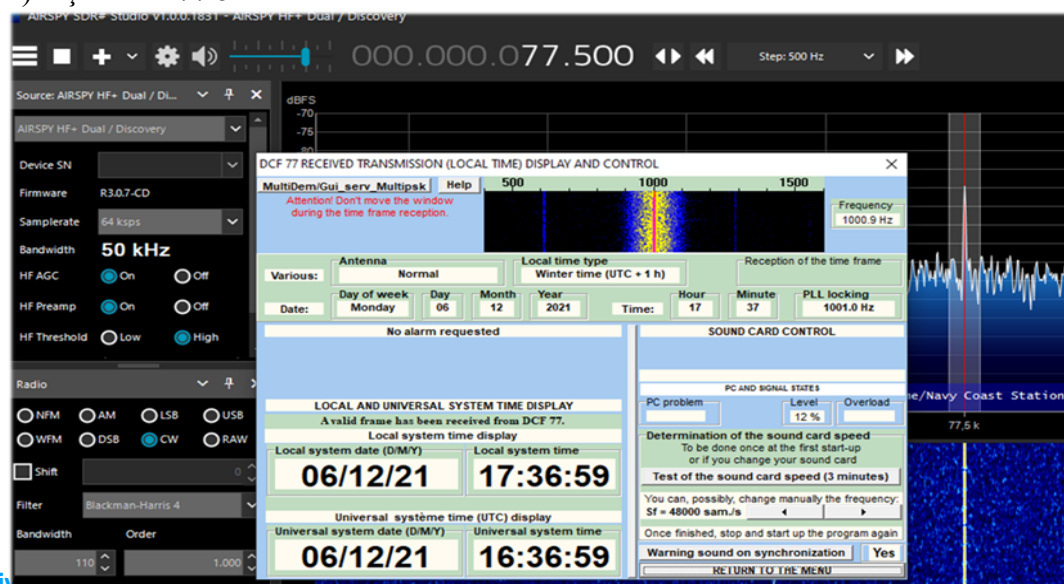 AIRSPY SDR# Studio v1.0.0.1831 - AIRSPY HF+ Dual / Discovery
000.000.077.500
Step: 500 Hz
Source: AIRSPY HF+ Dual / Di...
AIRSPY HF+ Dual / Discovery
Device SN
Firmware R3.0.7-CD
Samplerate 64 ksps
Bandwidth 50 kHz
HF AGC On Off
HF Preamp On Off
HF Threshold Low High
Radio
NFM AM LSB USB
WFM DSB CW RAW
Shift 0
Filter Blackman-Harris 4
Bandwidth Order
110 1.000
dBFS
-70
-75
-80
DCF 77 RECEIVED TRANSMISSION (LOCAL TIME) DISPLAY AND CONTROL
MultiDem/Gui_serv_Multipsk Help
500 1000 1500
Attention! Don't move the window
during the time frame reception.
Frequency
1000.9 Hz
Various:
Antenna
Normal
Local time type
Winter time (UTC + 1 h)
Reception of the time frame
Date:
Day of week Day Month Year
Monday 06 12 2021
Time:
Hour Minute PLL locking
17 37 1001.0 Hz
No alarm requested
LOCAL AND UNIVERSAL SYSTEM TIME DISPLAY
A valid frame has been received from DCF 77.
Local system time display
Local system date (D/M/Y) Local system time
06/12/21 17:36:59
Universal système time (UTC) display
Universal system date (D/M/Y) Universal system time
06/12/21 16:36:59
SOUND CARD CONTROL
PC AND SIGNAL STATES
PC problem Level Overload
12 %
Determination of the sound card speed
To be done once at the first start-up
or if you change your sound card
Test of the sound card speed (3 minutes)
You can, possibly, change manually the frequency:
Sf = 48000 sam./s
Once finished, stop and start up the program again
Warning sound on synchronization Yes
RETURN TO THE MENU
ne/Navy Coast Station
77,5 k